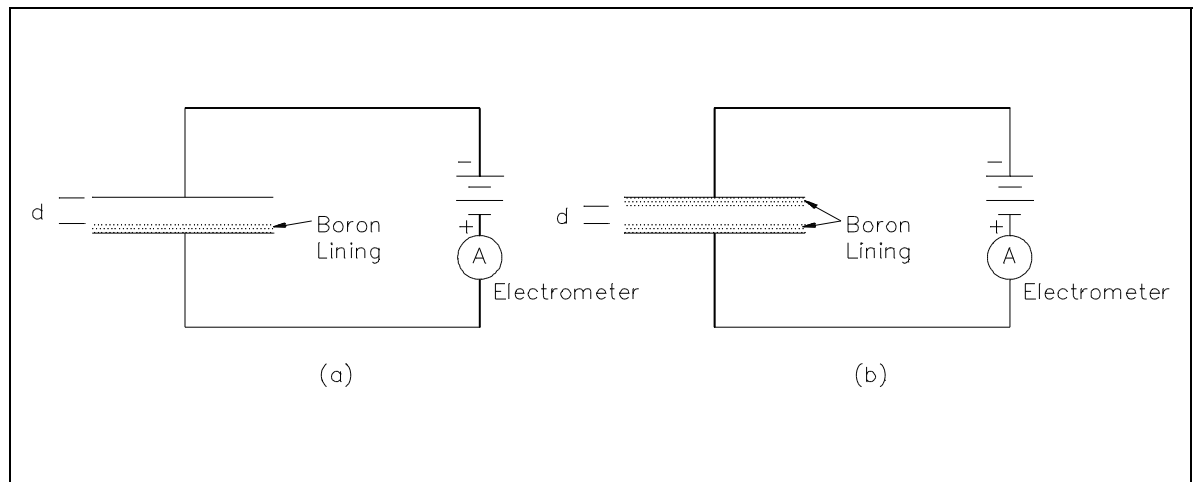 −
d
Boron
Lining
+
A
Electrometer
(a)
−
d
Boron
Lining
+
A
Electrometer
(b)